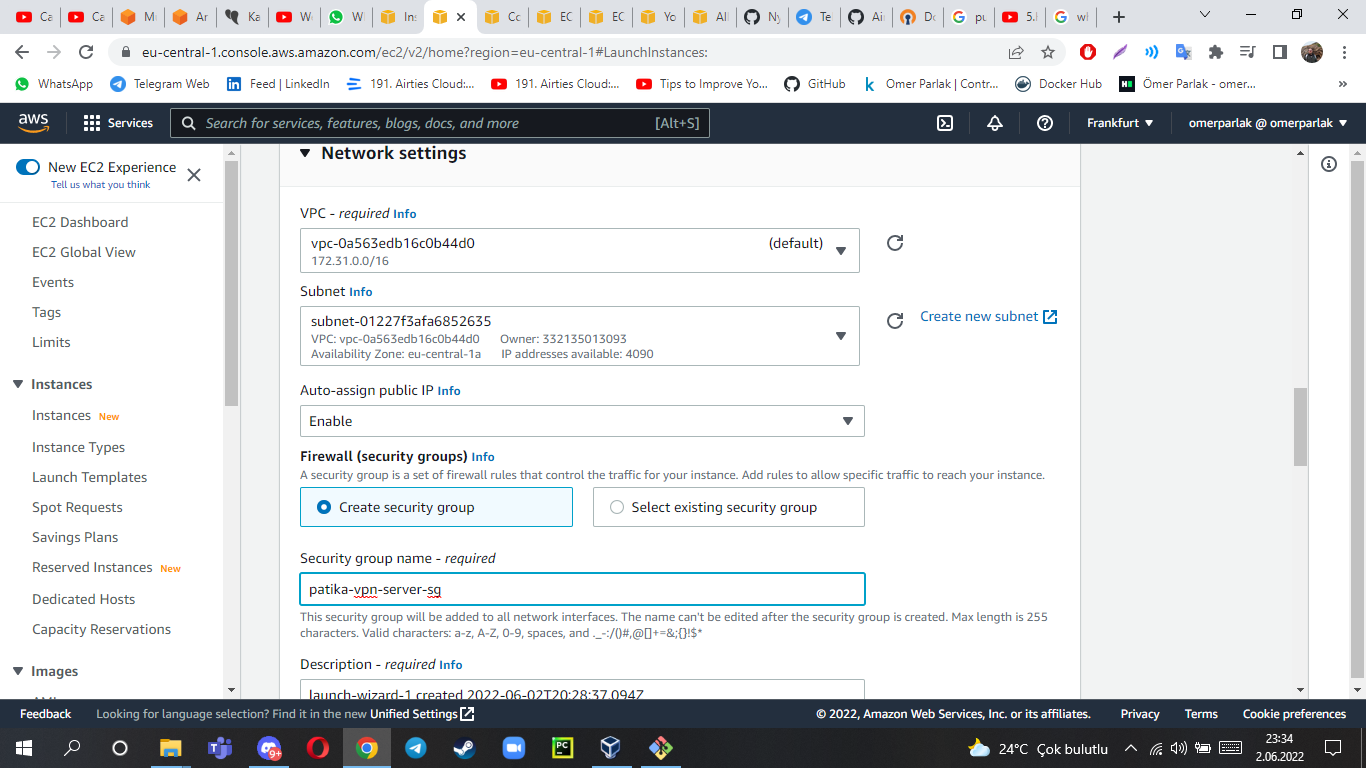 Ca
Ca
M
Ar
Ka
W
W
Ins
Co
EC
EC
Yo
All
Ny
Te
Ai
Do
pu
5.
wl
eu-central-1.console.aws.amazon.com/ec2/v2/home?region=eu-central-1#LaunchInstances:
WhatsApp
Telegram Web
Feed | LinkedIn
191. Airties Cloud:...
191. Airties Cloud:...
Tips to Improve Yo...
GitHub
Omer Parlak | Contr...
Docker Hub
Ömer Parlak - omer...
»
aws
Services
Search for services, features, blogs, docs, and more
[Alt+S]
Frankfurt
omerparlak @ omerparlak
New EC2 Experience
Tell us what you think
EC2 Dashboard
EC2 Global View
Events
Tags
Limits
Instances
Instances New
Instance Types
Launch Templates
Spot Requests
Savings Plans
Reserved Instances New
Dedicated Hosts
Capacity Reservations
Images
Network settings
VPC - required Info
vpc-0a563edb16c0b44d0 (default)
172.31.0.0/16
Subnet Info
subnet-01227f3afa6852635
VPC: vpc-0a563edb16c0b44d0 Owner: 332135013093
Availability Zone: eu-central-1a IP addresses available: 4090
Create new subnet
Auto-assign public IP Info
Enable
Firewall (security groups) Info
A security group is a set of firewall rules that control the traffic for your instance. Add rules to allow specific traffic to reach your instance.
Create security group
Select existing security group
Security group name - required
patika-vpn-server-sg
This security group will be added to all network interfaces. The name can't be edited after the security group is created. Max length is 255
characters. Valid characters: a-z, A-Z, 0-9, spaces, and ._-:/()#,@[]+=&;{}!$*
Description - required Info
launch-wizard-1 created 2022-06-02T20:28:37.094Z
Feedback
Looking for language selection? Find it in the new Unified Settings
© 2022, Amazon Web Services, Inc. or its affiliates.
Privacy
Terms
Cookie preferences
9+
PC
24°C Çok bulutlu
23:34
2.06.2022